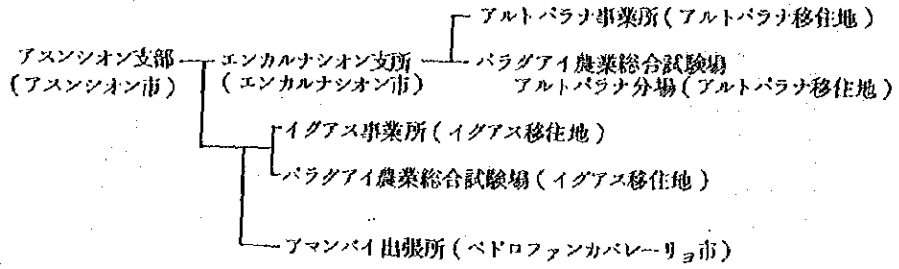 アルトパラナ事業所(アルトパラナ移住地)
アスンシオン支部 エンカルナシオン支所 パラグアイ農業総合試験場
(アスンシオン市) (エンカルナシオン市) アルトパラナ分場(アルトパラナ移住地)
イグアス事業所(イグアス移住地)
パラグアイ農業総合試験場(イグアス移住地)
アマンバイ出張所(ペドロファンカバレーリョ市)